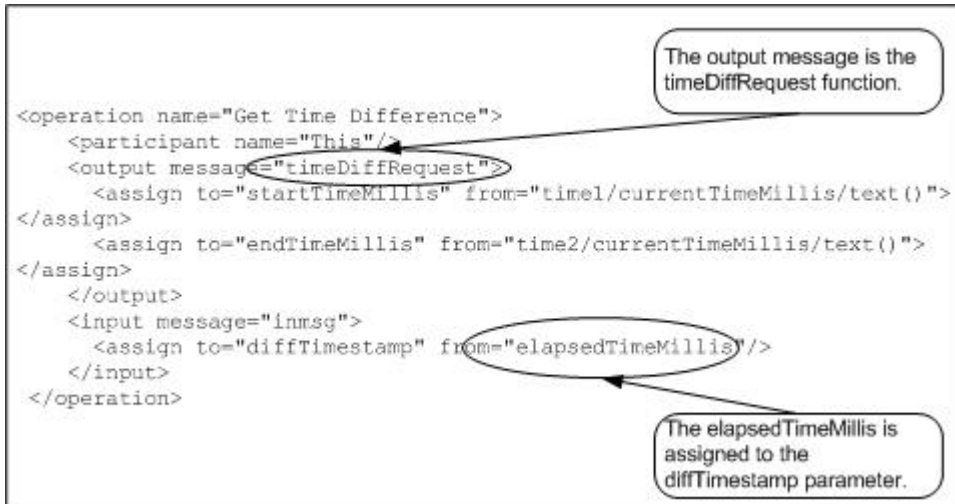 The output message is the
timeDiffRequest function.
<operation name="Get Time Difference">
<participant name="This"/>
<output message="timeDiffRequest">
<assign to="startTimeMillis" from="time1/currentTimeMillis/text()">
</assign>
<assign to="endTimeMillis" from="time2/currentTimeMillis/text()">
</assign>
</output>
<input message="inmsg">
<assign to="diffTimestamp" from="elapsedTimeMillis"/>
</input>
</operation>
The elapsedTimeMillis is
assigned to the
diffTimestamp parameter.